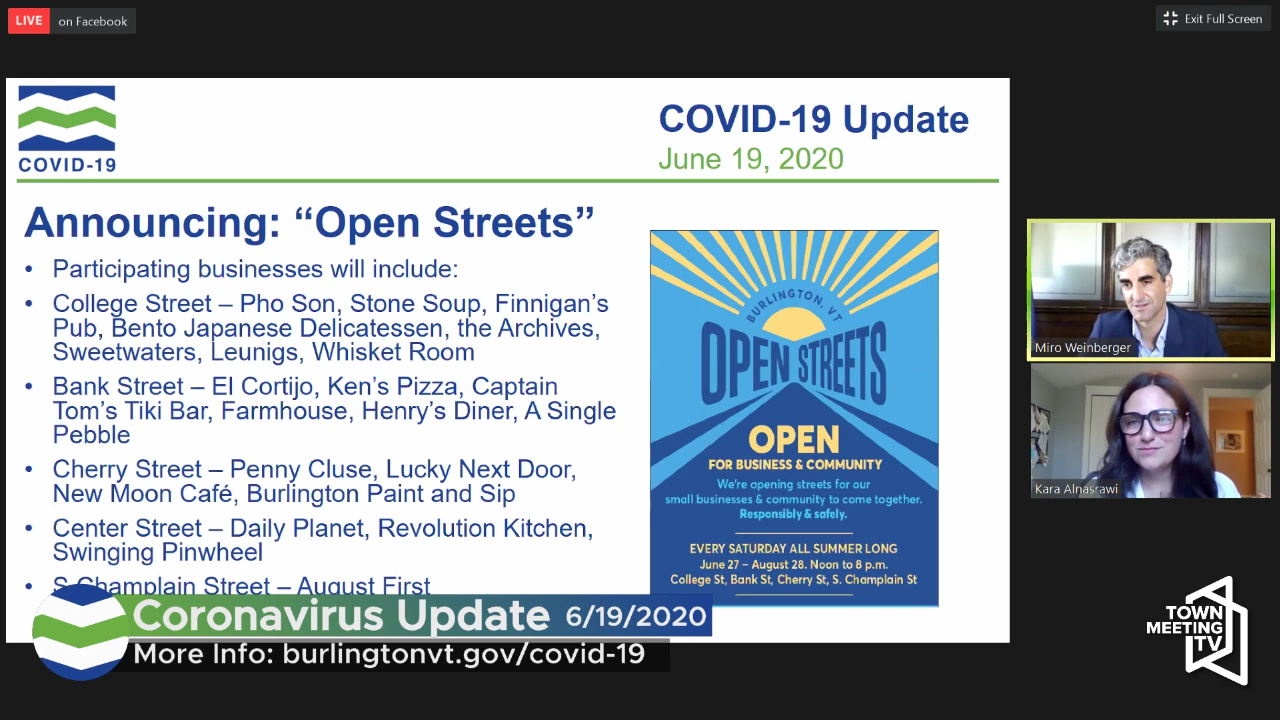 LIVE on Facebook
Exit Full Screen
COVID-19
COVID-19 Update
June 19, 2020
Announcing: “Open Streets”
• Participating businesses will include:
• College Street – Pho Son, Stone Soup, Finnigan’s
Pub, Bento Japanese Delicatessen, the Archives,
Sweetwaters, Leunigs, Whisket Room
• Bank Street – El Cortijo, Ken’s Pizza, Captain
Tom’s Tiki Bar, Farmhouse, Henry’s Diner, A Single
Pebble
• Cherry Street – Penny Cluse, Lucky Next Door,
New Moon Café, Burlington Paint and Sip
• Center Street – Daily Planet, Revolution Kitchen,
Swinging Pinwheel
• S Champlain Street – August First
BURLINGTON, VT
OPEN STREETS
OPEN
FOR BUSINESS & COMMUNITY
We're opening streets for our
small businesses & community to come together.
Responsibly & safely.
EVERY SATURDAY ALL SUMMER LONG
June 27 – August 28. Noon to 8 p.m.
College St, Bank St, Cherry St, S. Champlain St
Miro Weinberger
Kara Alnasrawi
Coronavirus Update 6/19/2020
More Info: burlingtonvt.gov/covid-19
TOWN
MEETING
TV